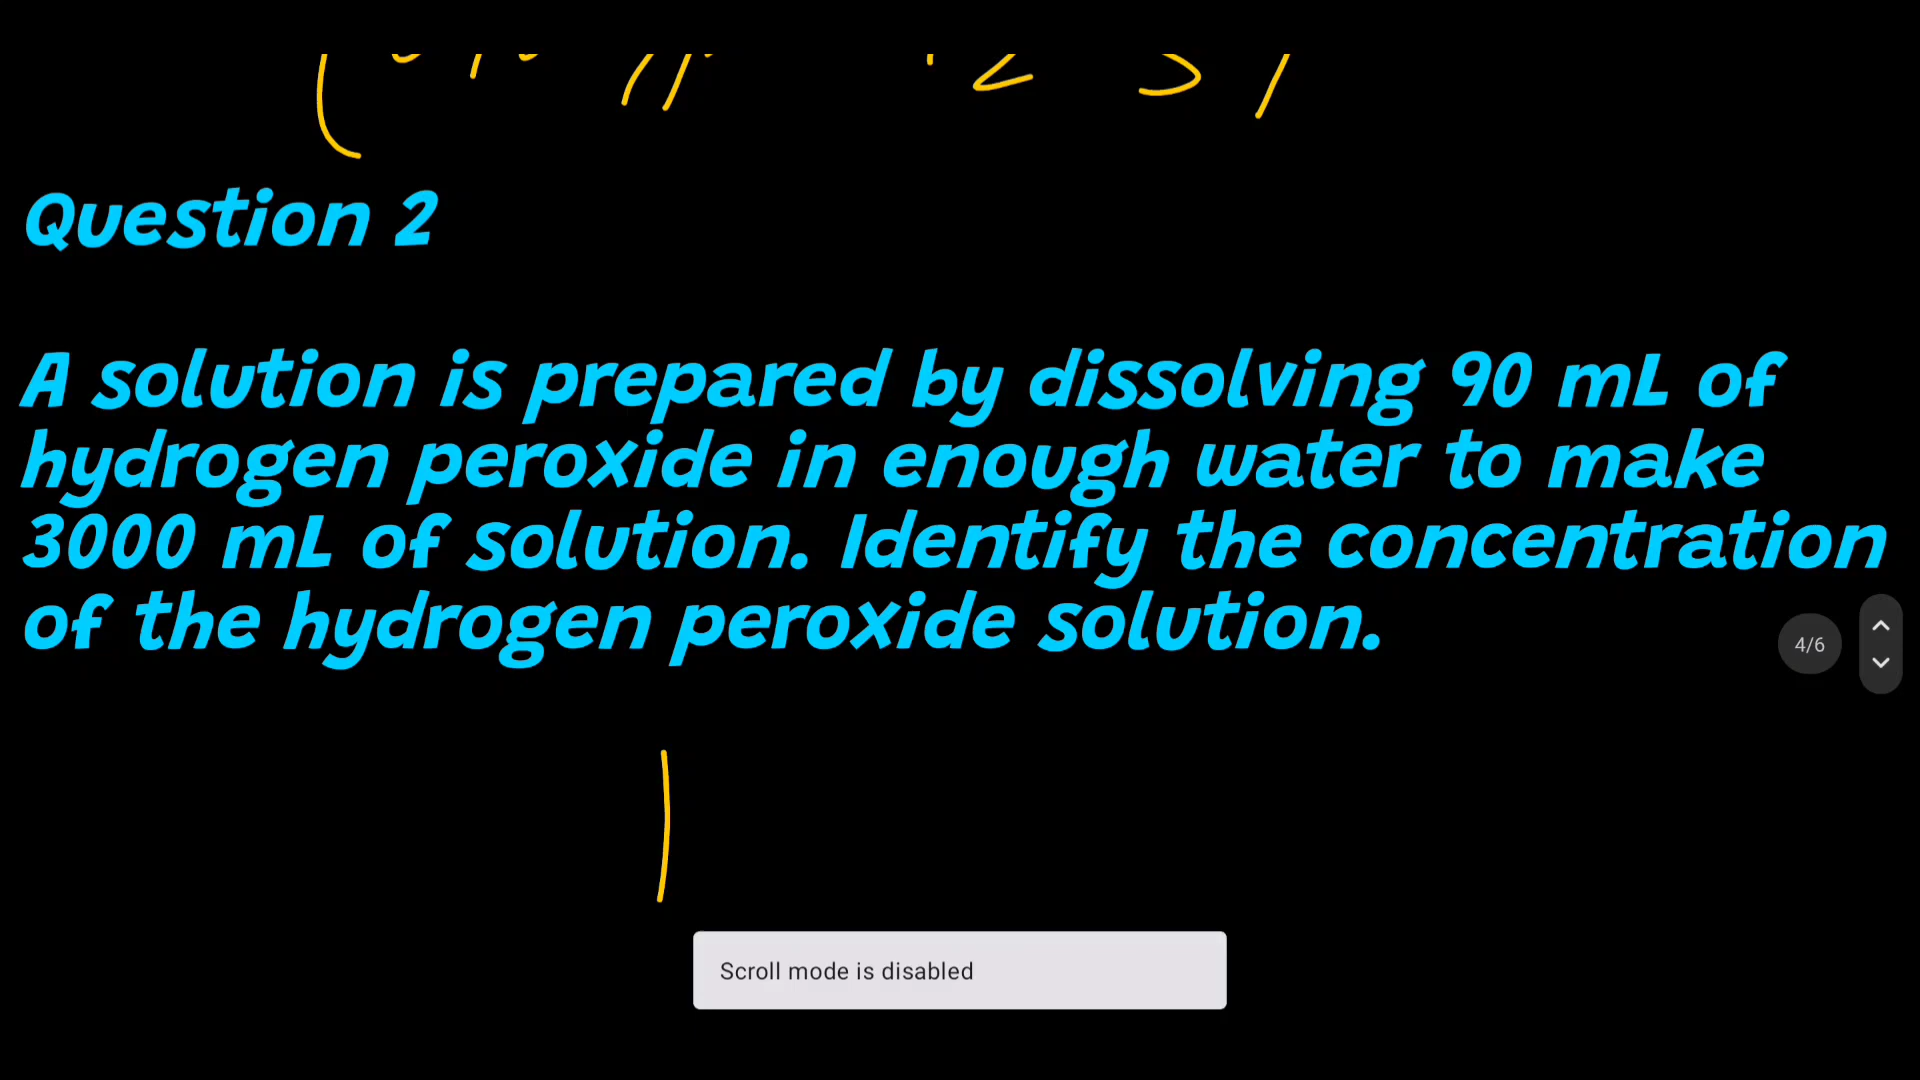 Question 2
A solution is prepared by dissolving 90 mL of
hydrogen peroxide in enough water to make
3000 mL of solution. Identify the concentration
of the hydrogen peroxide solution.
4/6
Scroll mode is disabled